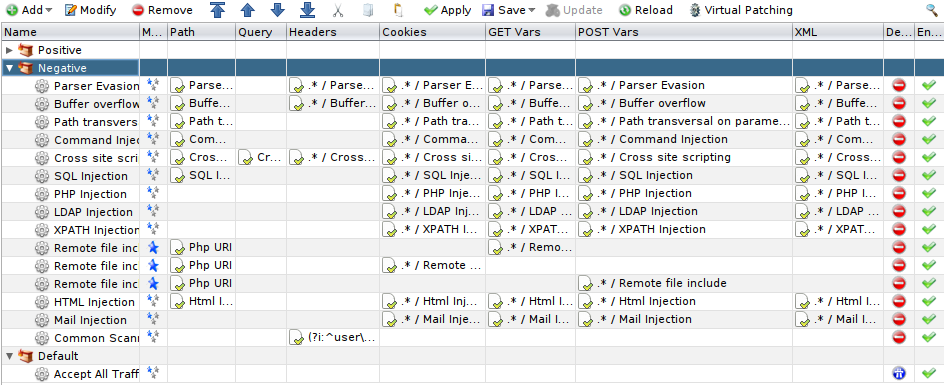 Add Modify Remove Apply Save Update Reload Virtual Patching
Name M... Path Query Headers Cookies GET Vars POST Vars XML De... En...
Positive
Negative
Parser Evasion Parse... .* / Parse... .* / Parser E... .* / Parse... .* / Parser Evasion .* / Parse...
Buffer overflow Buffe... .* / Buffer... .* / Buffer o... .* / Buffe... .* / Buffer overflow .* / Buffe...
Path transvers Path t... .* / Path tra... .* / Path t... .* / Path transversal on parame... .* / Path t...
Command Injec Com... .* / Comma... .* / Com... .* / Command Injection .* / Com...
Cross site scri Cros... Cr... .* / Cross... .* / Cross si... .* / Cros... .* / Cross site scripting .* / Cross...
SQL Injection SQL I... .* / SQL Inje... .* / SQL I... .* / SQL Injection .* / SQL I...
PHP Injection .* / PHP Injec... .* / PHP I... .* / PHP Injection .* / PHP I...
LDAP Injection .* / LDAP Inj... .* / LDAP ... .* / LDAP Injection .* / LDAP ...
XPATH Injection .* / XPATH I... .* / XPAT... .* / XPATH Injection .* / XPAT...
Remote file inc Php URI .* / Remo...
Remote file inc Php URI .* / Remote ...
Remote file inc Php URI .* / Remote file include
HTML Injection Html I... .* / Html Inj... .* / Html I... .* / Html Injection .* / Html I...
Mail Injection .* / Mail Inje... .* / Mail I... .* / Mail Injection .* / Mail I...
Common Scann (?i:^user\...
Default
Accept All Traff